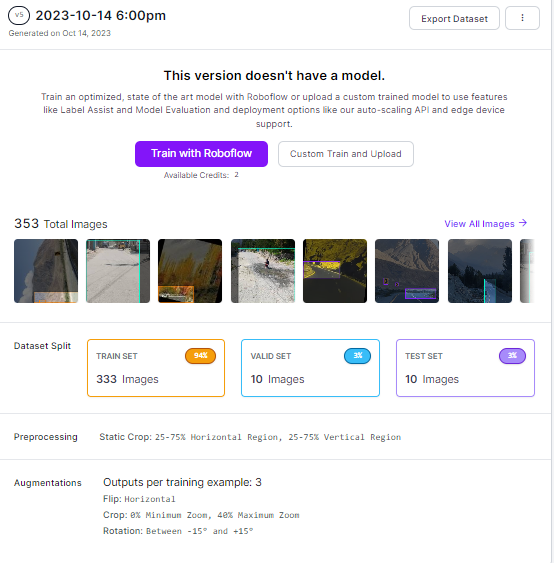 v5 2023-10-14 6:00pm
Export Dataset
Generated on Oct 14, 2023
This version doesn't have a model.
Train an optimized, state of the art model with Roboflow or upload a custom trained model to use features
like Label Assist and Model Evaluation and deployment options like our auto-scaling API and edge device
support.
Train with Roboflow
Custom Train and Upload
Available Credits: 2
353 Total Images
View All Images →
Dataset Split
TRAIN SET 94%
333 Images
VALID SET 3%
10 Images
TEST SET 3%
10 Images
Preprocessing
Static Crop: 25-75% Horizontal Region, 25-75% Vertical Region
Augmentations
Outputs per training example: 3
Flip: Horizontal
Crop: 0% Minimum Zoom, 40% Maximum Zoom
Rotation: Between -15° and +15°